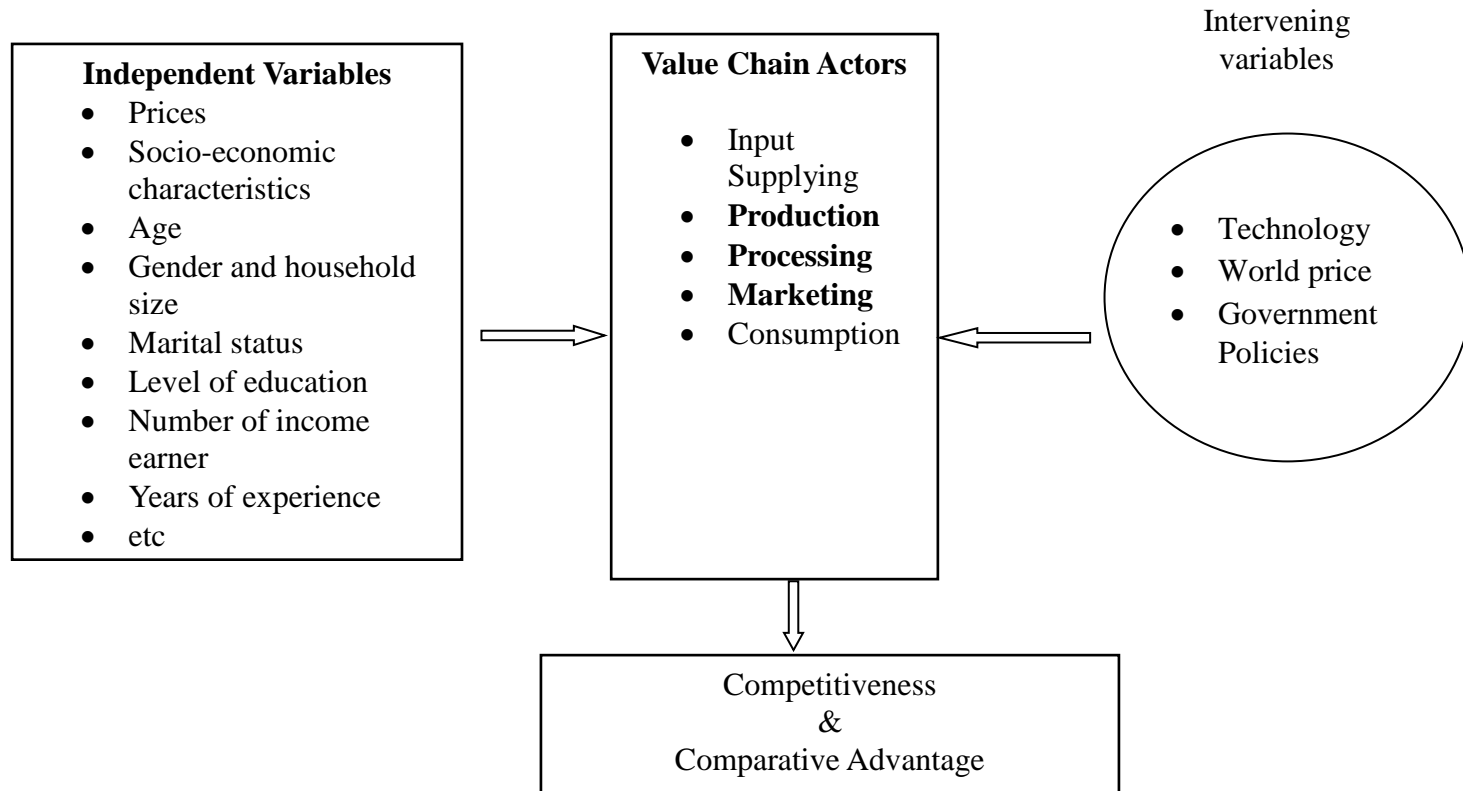 Independent Variables
• Prices
• Socio-economic
characteristics
• Age
• Gender and household
size
• Marital status
• Level of education
• Number of income
earner
• Years of experience
• etc
Value Chain Actors
• Input
Supplying
• Production
• Processing
• Marketing
• Consumption
Intervening
variables
• Technology
• World price
• Government
Policies
Competitiveness
&
Comparative Advantage